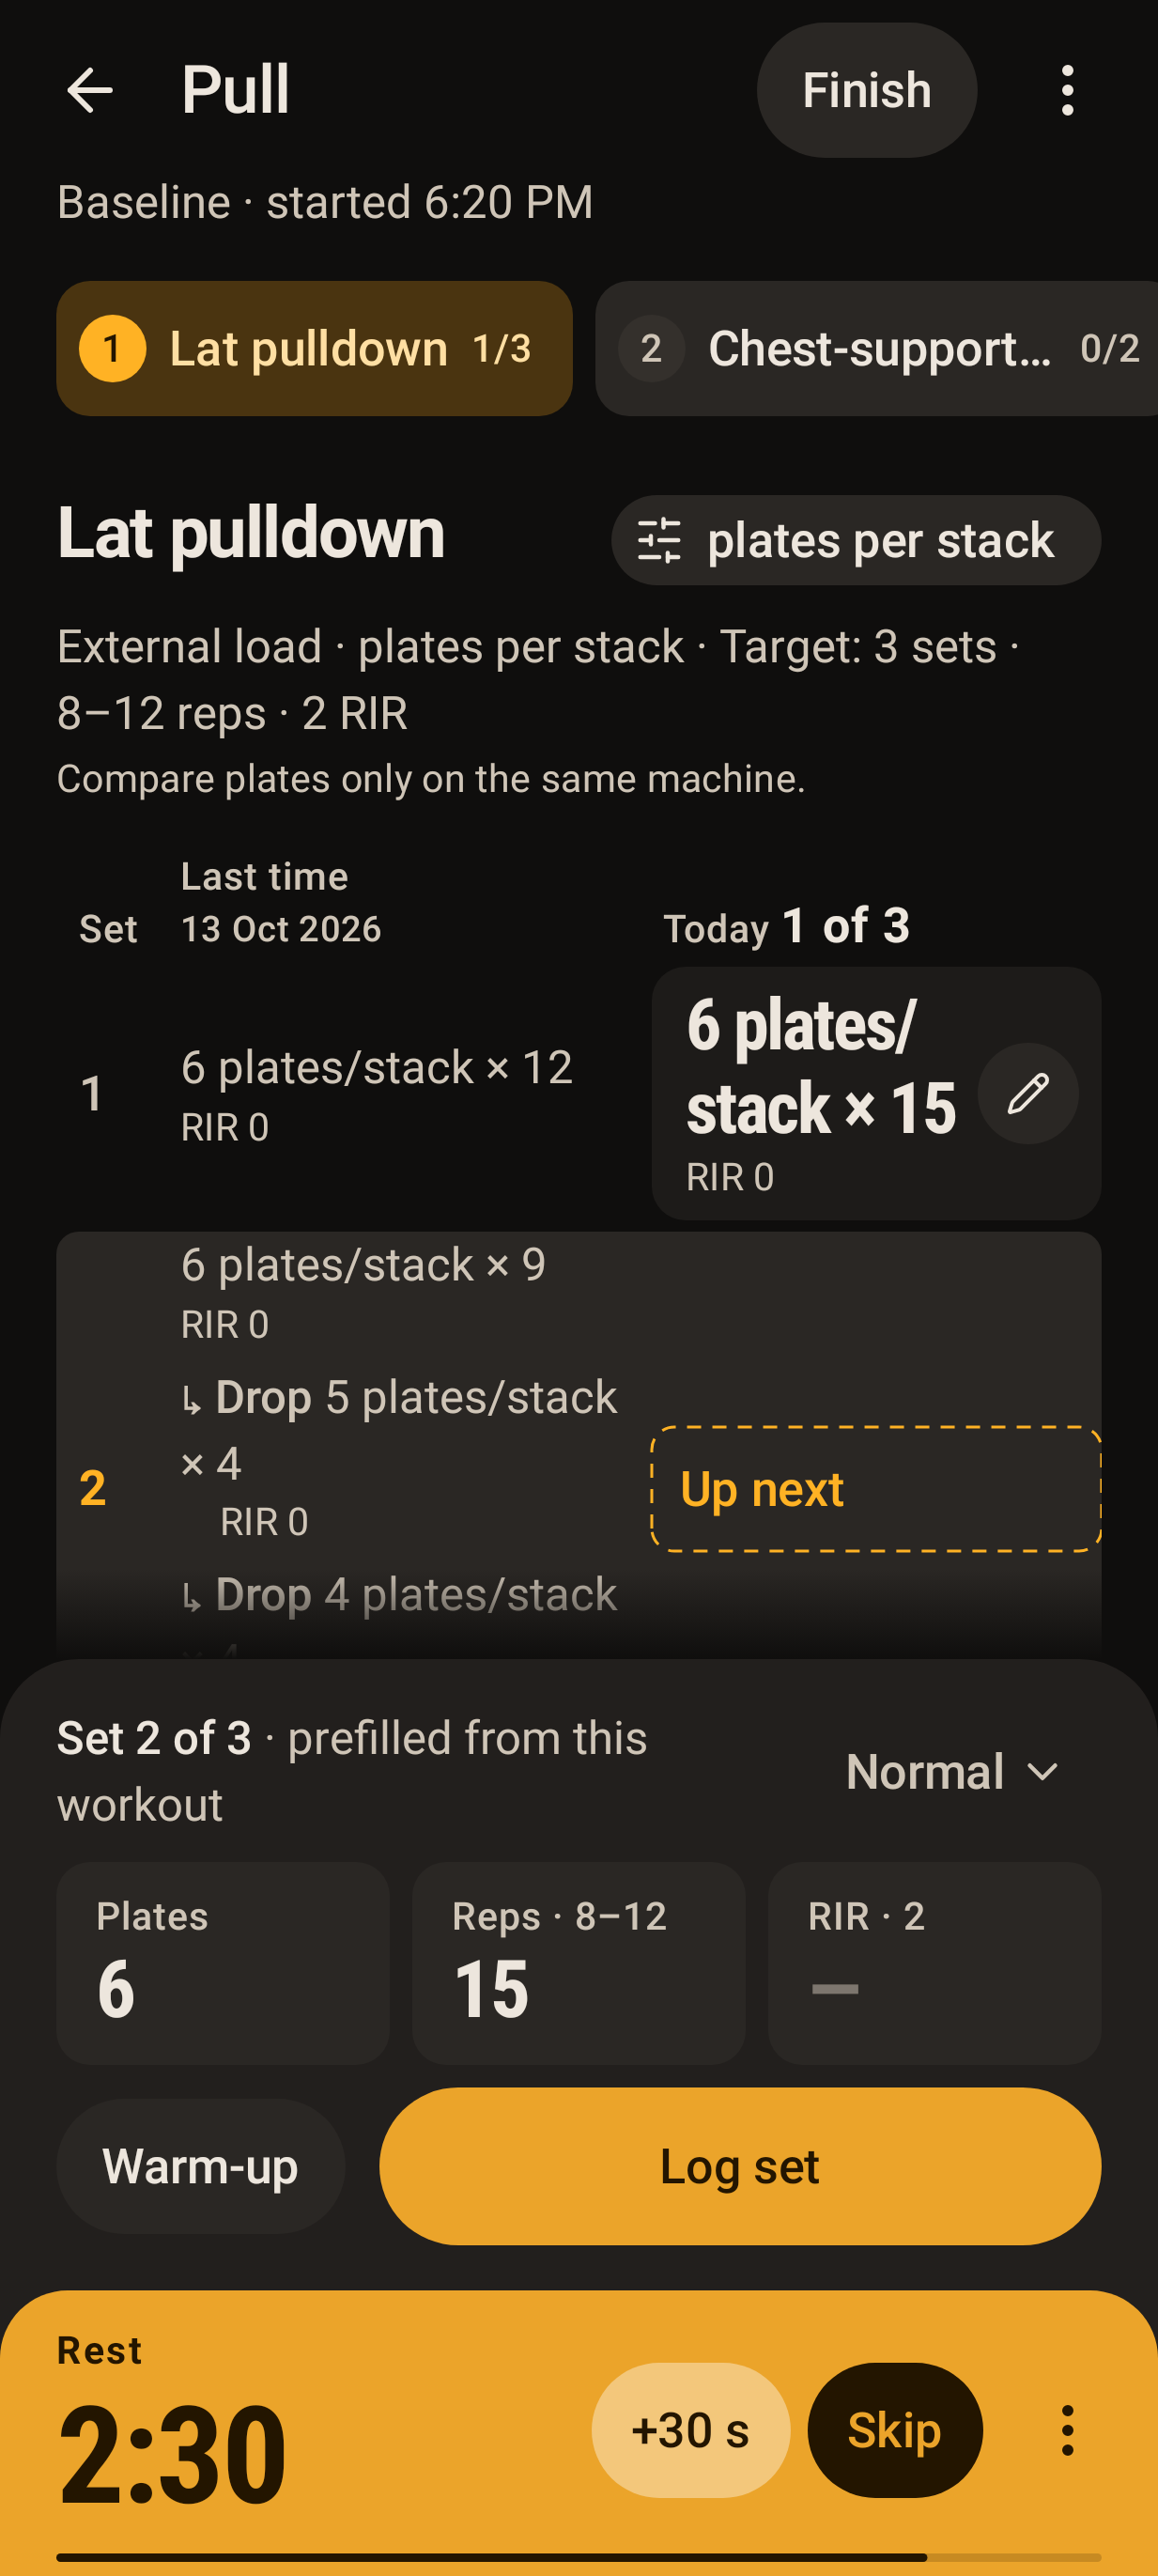 Pull
Finish
Baseline · started 6:20 PM
1 Lat pulldown 1/3
2 Chest-support… 0/2
Lat pulldown
plates per stack
External load · plates per stack · Target: 3 sets ·
8–12 reps · 2 RIR
Compare plates only on the same machine.
Last time
Set 13 Oct 2026 Today 1 of 3
1
6 plates/stack × 12
RIR 0
6 plates/
stack × 15
RIR 0
2
6 plates/stack × 9
RIR 0
↳ Drop 5 plates/stack
× 4
RIR 0
↳ Drop 4 plates/stack
× 4
Up next
Set 2 of 3 · prefilled from this
workout
Normal
Plates
6
Reps · 8–12
15
RIR · 2
–
Warm-up
Log set
Rest
2:30
+30 s
Skip